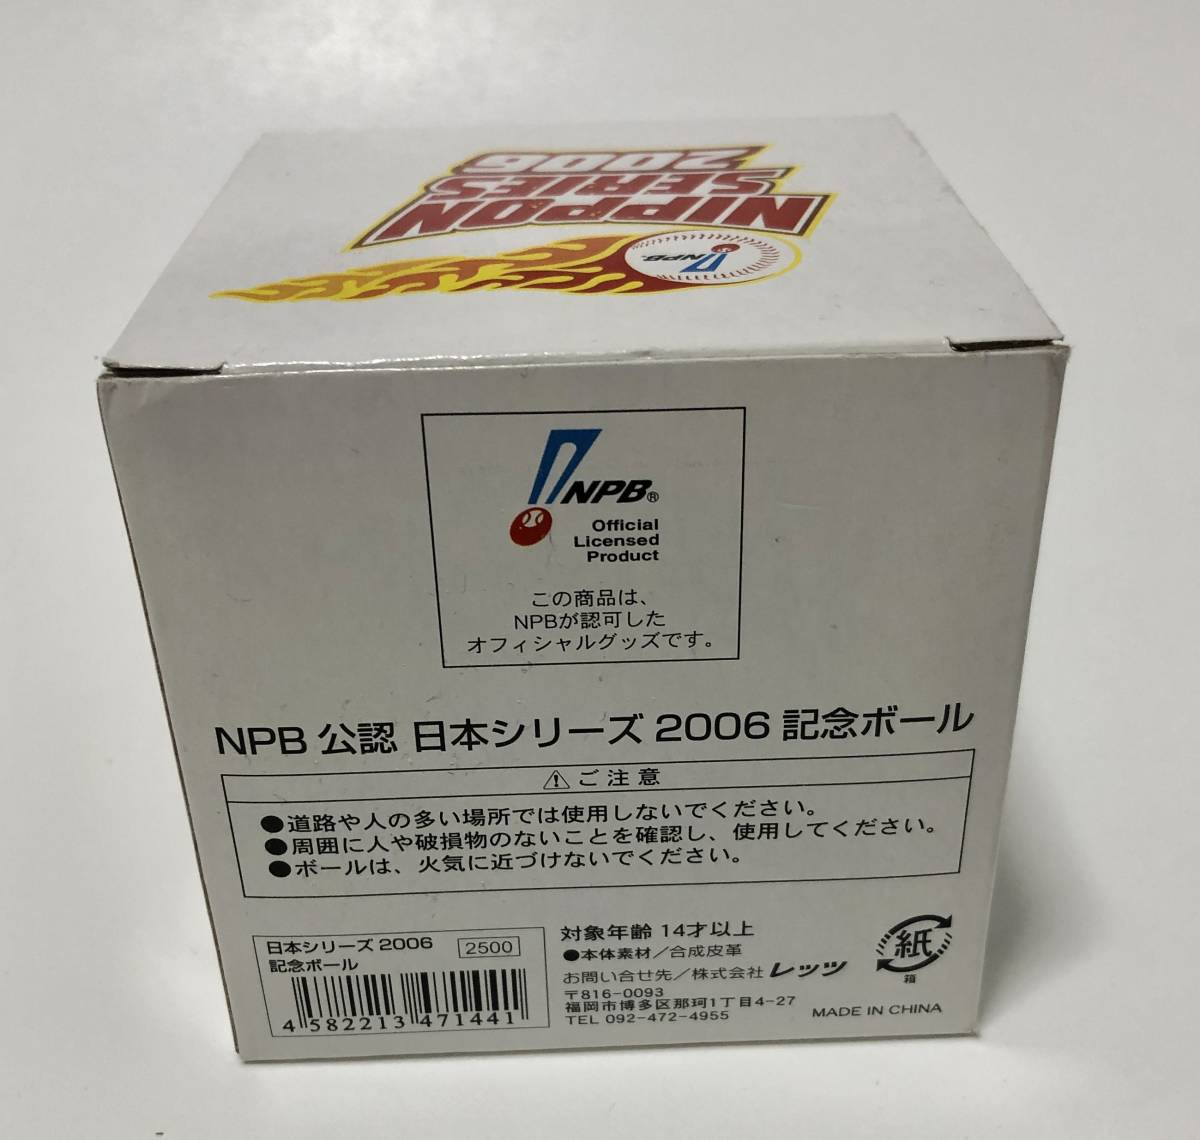 NIPPON
SERIES
2006
NPB
NPB®
Official
Licensed
Product
この商品は、
NPBが認可した
オフィシャルグッズです。
NPB 公認 日本シリーズ 2006 記念ボール
⚠ ご注意
●道路や人の多い場所では使用しないでください。
●周囲に人や破損物のないことを確認し、使用してください。
●ボールは、火気に近づけないでください。
日本シリーズ 2006 2500
記念ボール
4 582213 471441
対象年齢 14才以上
●本体素材/合成皮革
お問い合せ先/株式会社 レッツ
〒816-0093
福岡市博多区那珂1丁目4-27
TEL 092-472-4955
紙
箱
MADE IN CHINA